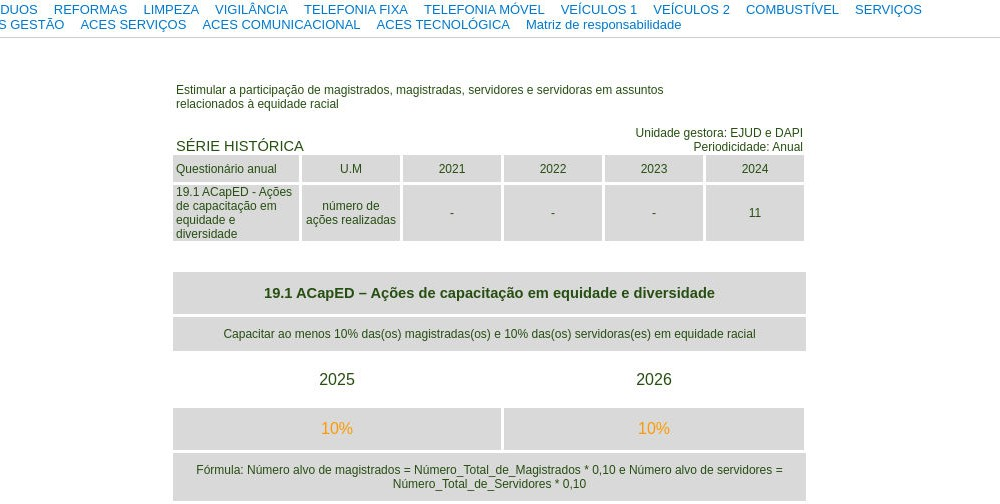 DUOS REFORMAS LIMPEZA VIGILÂNCIA TELEFONIA FIXA TELEFONIA MÓVEL VEÍCULOS 1 VEÍCULOS 2 COMBUSTÍVEL SERVIÇOS
S GESTÃO ACES SERVIÇOS ACES COMUNICACIONAL ACES TECNOLÓGICA Matriz de responsabilidade
Estimular a participação de magistrados, magistradas, servidores e servidoras em assuntos
relacionados à equidade racial
Unidade gestora: EJUD e DAPI
SÉRIE HISTÓRICA Periodicidade: Anual
Questionário anual U.M 2021 2022 2023 2024
19.1 ACapED - Ações
de capacitação em
equidade e
diversidade
número de
ações realizadas
- - - 11
19.1 ACapED – Ações de capacitação em equidade e diversidade
Capacitar ao menos 10% das(os) magistradas(os) e 10% das(os) servidoras(es) em equidade racial
2025 2026
10% 10%
Fórmula: Número alvo de magistrados = Número_Total_de_Magistrados * 0,10 e Número alvo de servidores =
Número_Total_de_Servidores * 0,10